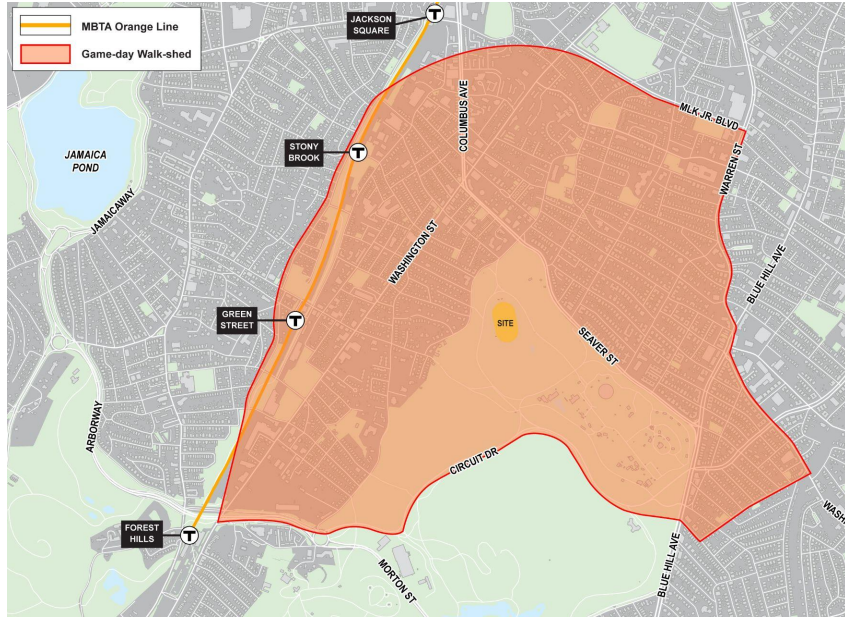 MBTA Orange Line
Game-day Walk-shed
JACKSON
SQUARE
T
COLUMBUS AVE
MLK JR. BLVD
STONY
BROOK
T
JAMAICA
POND
WARREN ST
JAMAICAWAY
WASHINGTON ST
BLUE HILL AVE
GREEN
STREET
T
SITE
SEAVER ST
ARBORWAY
CIRCUIT DR
WASH
FOREST
HILLS
T
MORTON ST
BLUE HILL AVE